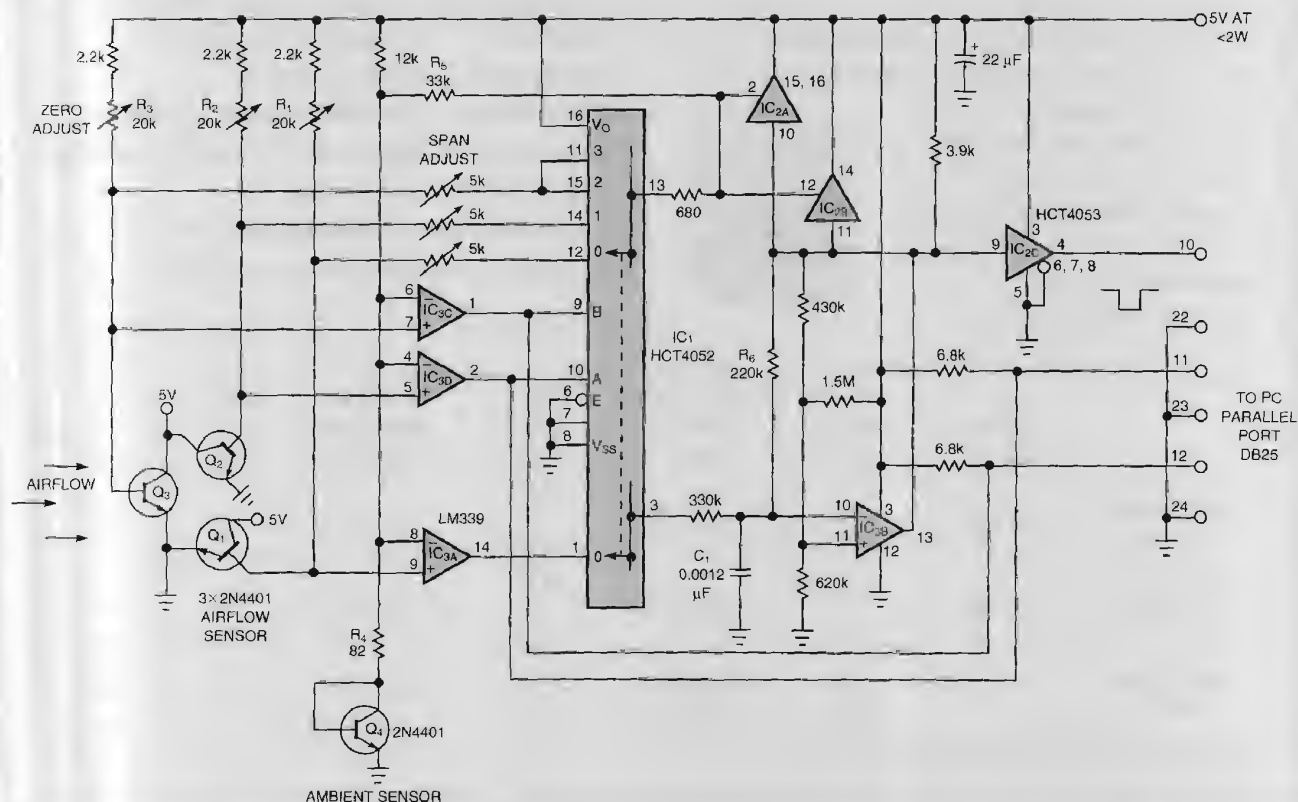 5V AT
<2W
2.2k
2.2k
2.2k
12k
R5
33k
22 μF
+
ZERO
ADJUST
R3
20k
R2
20k
R1
20k
2
15, 16
IC2A
10
SPAN
ADJUST
16
VO
11
3
15
2
5k
14
1
5k
12
0
5k
13
680
12
14
IC2B
11
3.9k
HCT4053
9
3
IC2C
4
5
6, 7, 8
10
6
−
IC3C
7
+
1
9
B
IC1
HCT4052
4
−
IC3D
5
+
2
10
A
6
E
7
8
VSS
430k
R6
220k
1.5M
6.8k
6.8k
22
11
23
12
24
TO PC
PARALLEL
PORT
DB25
5V
Q2
AIRFLOW
Q3
Q1
5V
3×2N4401
AIRFLOW
SENSOR
LM339
8
−
IC3A
9
+
14
1
0
3
330k
C1
0.0012
μF
10
−
3
IC3B
11
+
12
13
620k
R4
82
Q4
2N4401
AMBIENT SENSOR